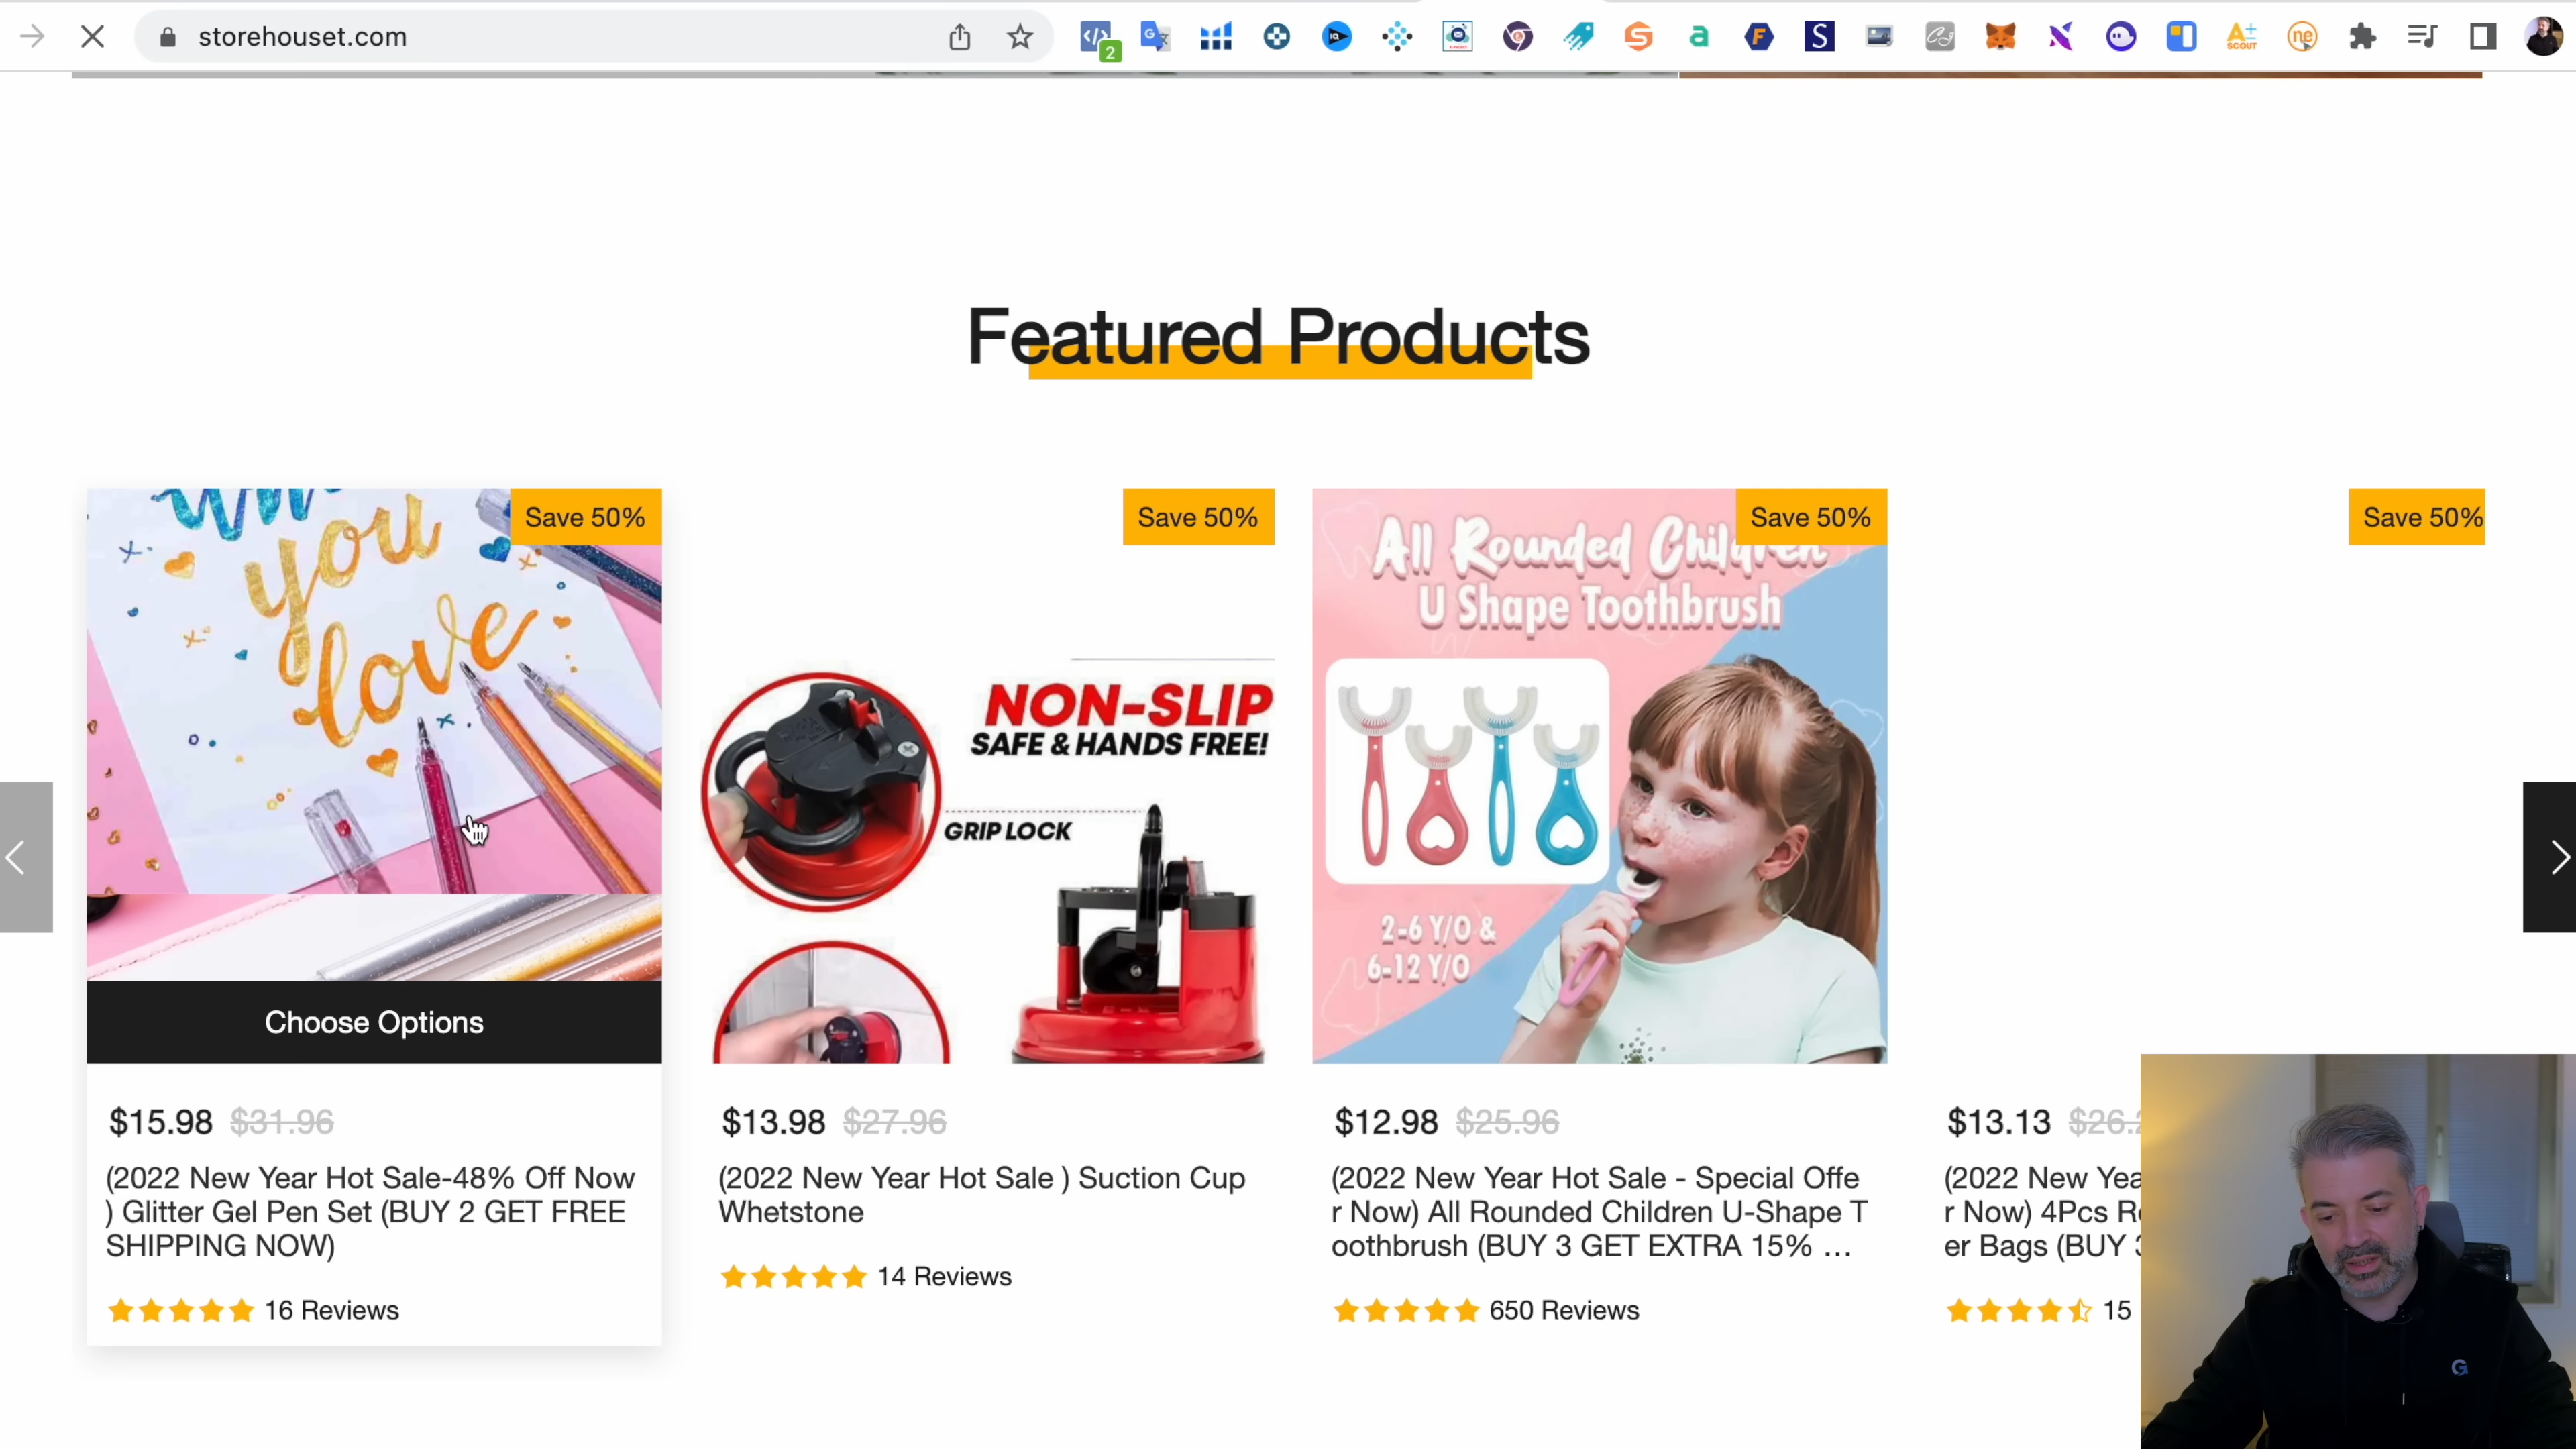 storehouset.com
2
SCOUT
ne
Featured Products
Save 50%
you
love
Choose Options
$15.98 $31.96
(2022 New Year Hot Sale-48% Off Now
) Glitter Gel Pen Set (BUY 2 GET FREE
SHIPPING NOW)
16 Reviews
Save 50%
NON-SLIP
SAFE & HANDS FREE!
GRIP LOCK
$13.98 $27.96
(2022 New Year Hot Sale ) Suction Cup
Whetstone
14 Reviews
Save 50%
All Rounded Children
U Shape Toothbrush
2-6 Y/O &
6-12 Y/O
$12.98 $25.96
(2022 New Year Hot Sale - Special Offe
r Now) All Rounded Children U-Shape T
oothbrush (BUY 3 GET EXTRA 15% ...
650 Reviews
Save 50%
$13.13 $26.
(2022 New Yea
r Now) 4Pcs R
er Bags (BUY
15